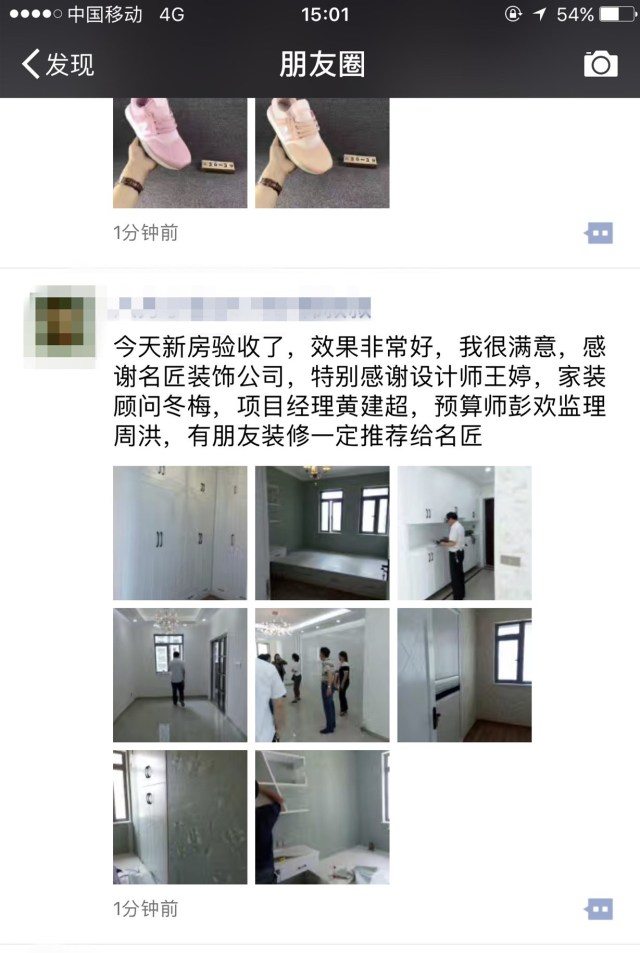 中国移动 4G 15:01 54%
发现 朋友圈
1分钟前
今天新房验收了，效果非常好，我很满意，感
谢名匠装饰公司，特别感谢设计师王婷，家装
顾问冬梅，项目经理黄建超，预算师彭欢监理
周洪，有朋友装修一定推荐给名匠
1分钟前